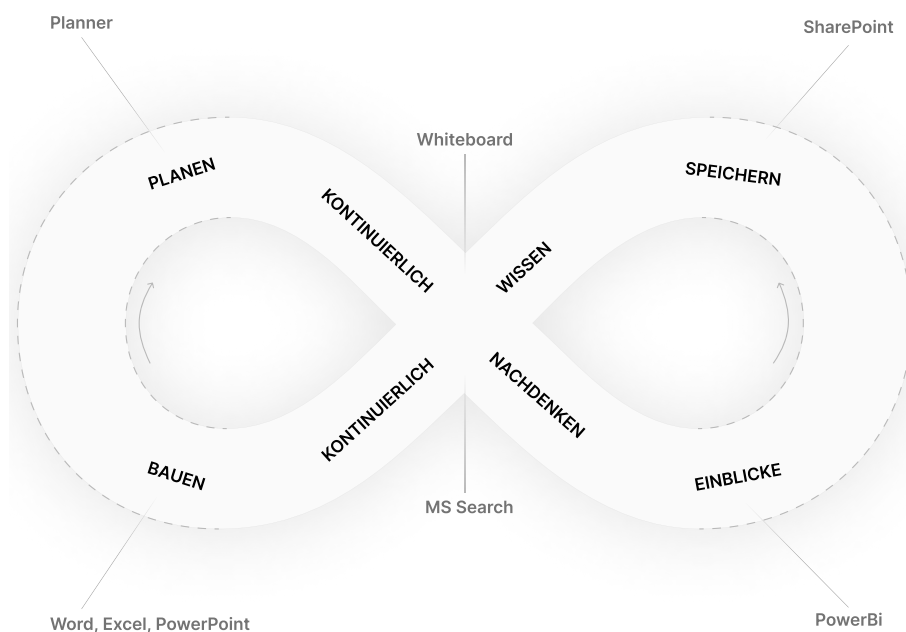 Planner
SharePoint
Whiteboard
PLANEN
SPEICHERN
KONTINUIERLICH
WISSEN
KONTINUIERLICH
NACHDENKEN
BAUEN
EINBLICKE
MS Search
Word, Excel, PowerPoint
PowerBi